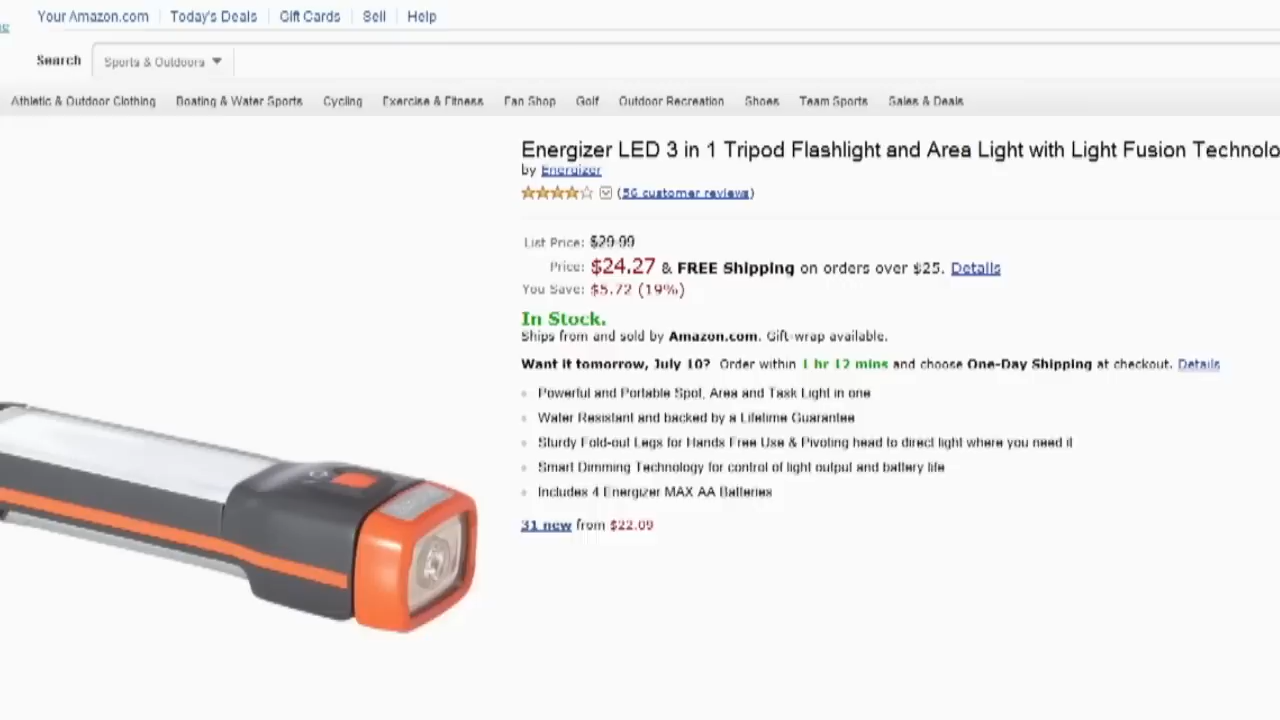 Your Amazon.com Today's Deals Gift Cards Sell Help
Search Sports & Outdoors
Athletic & Outdoor Clothing Boating & Water Sports Cycling Exercise & Fitness Fan Shop Golf Outdoor Recreation Shoes Team Sports Sales & Deals
Energizer LED 3 in 1 Tripod Flashlight and Area Light with Light Fusion Technolo
by Energizer
(56 customer reviews)
List Price: $29.99
Price: $24.27 & FREE Shipping on orders over $25. Details
You Save: $5.72 (19%)
In Stock.
Ships from and sold by Amazon.com. Gift-wrap available.
Want it tomorrow, July 10? Order within 1 hr 12 mins and choose One-Day Shipping at checkout. Details
Powerful and Portable Spot, Area and Task Light in one
Water Resistant and backed by a Lifetime Guarantee
Sturdy Fold-out Legs for Hands Free Use & Pivoting head to direct light where you need it
Smart Dimming Technology for control of light output and battery life
Includes 4 Energizer MAX AA Batteries
31 new from $22.09